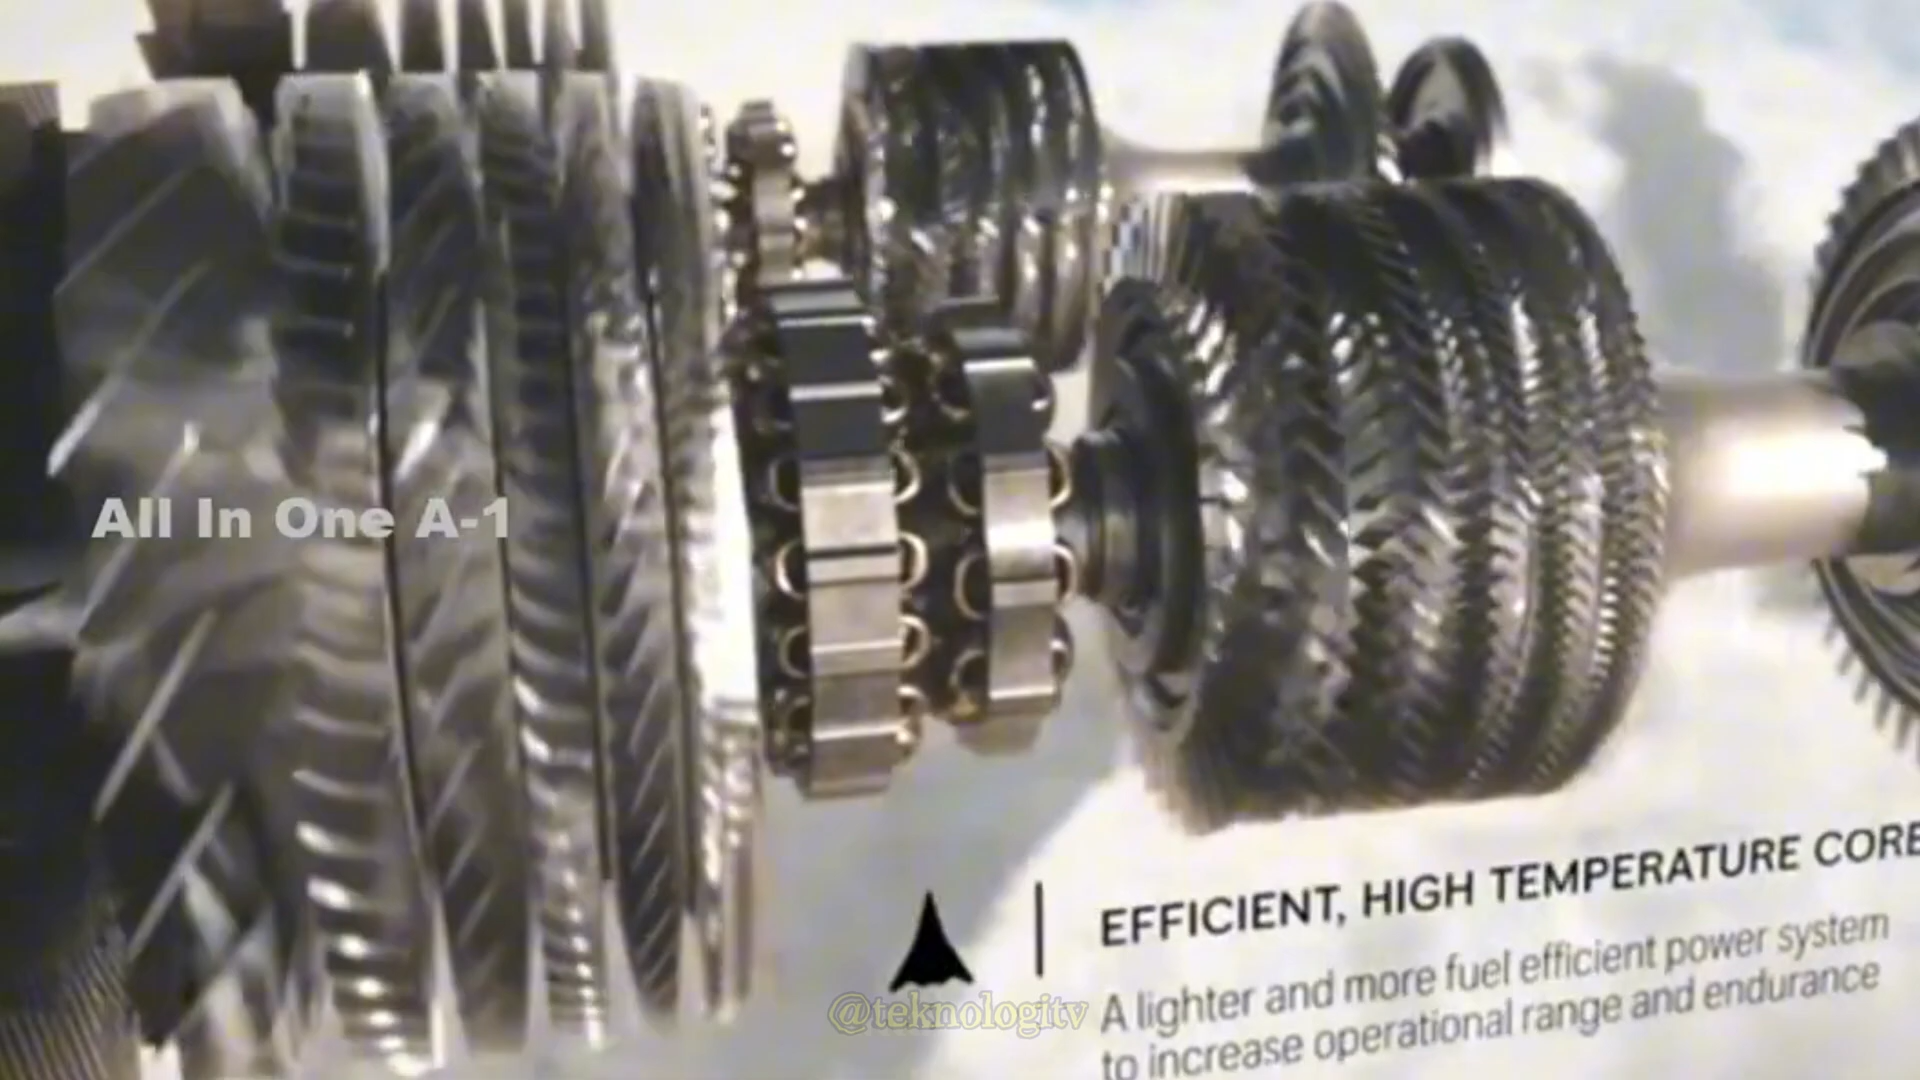 All In One A-1
EFFICIENT, HIGH TEMPERATURE CORE
A lighter and more fuel efficient power system
to increase operational range and endurance
@teknologitv